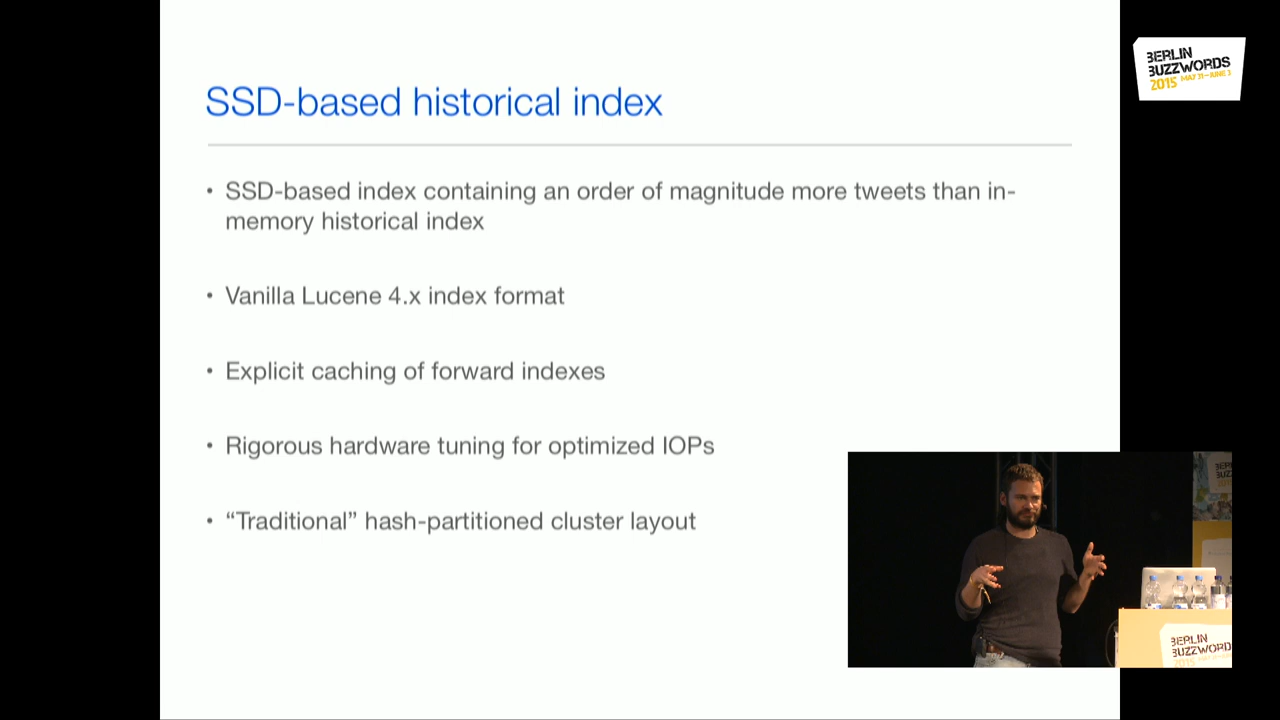 SSD-based historical index
• SSD-based index containing an order of magnitude more tweets than in-
memory historical index
• Vanilla Lucene 4.x index format
• Explicit caching of forward indexes
• Rigorous hardware tuning for optimized IOPs
• “Traditional” hash-partitioned cluster layout
BERLIN
BUZZWORDS
2015 MAY 31–JUNE 3
BERLIN
BUZZWORD
2015